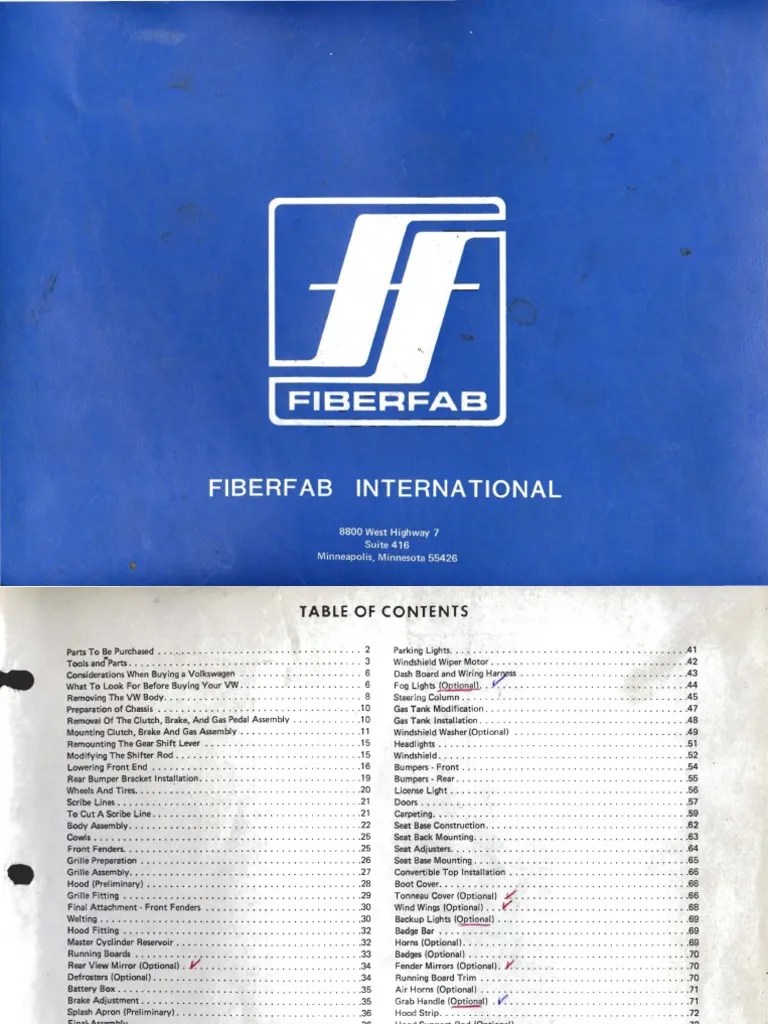 FIBERFAB
FIBERFAB INTERNATIONAL
8800 West Highway 7
Suite 416
Minneapolis, Minnesota 55426
TABLE OF CONTENTS
Parts To Be Purchased . . . 2
Tools and Parts . . . 3
Considerations When Buying a Volkswagen . . . 6
What To Look For Before Buying Your VW . . . 6
Removing The VW Body . . . 8
Preparation of Chassis . . . 10
Removal Of The Clutch, Brake, And Gas Pedal Assembly . . . 10
Mounting Clutch, Brake And Gas Assembly . . . 11
Remounting The Gear Shift Lever . . . 15
Modifying The Shifter Rod . . . 15
Lowering Front End . . . 16
Rear Bumper Bracket Installation . . . 19
Wheels And Tires . . . 20
Scribe Lines . . . 21
To Cut A Scribe Line . . . 21
Body Assembly . . . 22
Cowls . . . 25
Front Fenders . . . 25
Grille Preparation . . . 26
Grille Assembly . . . 27
Hood (Preliminary) . . . 28
Grille Fitting . . . 29
Final Attachment - Front Fenders . . . 30
Welting . . . 30
Hood Fitting . . . 32
Master Cyclinder Reservoir . . . 32
Running Boards . . . 33
Rear View Mirror (Optional) . . . 34
Defrosters (Optional) . . . 34
Battery Box . . . 35
Brake Adjustment . . . 35
Splash Apron (Preliminary) . . . 36
Final Assembly
Parking Lights . . . 41
Windshield Wiper Motor . . . 42
Dash Board and Wiring Harness . . . 43
Fog Lights (Optional) . . . 44
Steering Column . . . 45
Gas Tank Modification . . . 47
Gas Tank Installation . . . 48
Windshield Washer (Optional) . . . 49
Headlights . . . 51
Windshield . . . 52
Bumpers - Front . . . 54
Bumpers - Rear . . . 55
License Light . . . 56
Doors . . . 57
Carpeting . . . 59
Seat Base Construction . . . 62
Seat Back Mounting . . . 63
Seat Adjusters . . . 64
Seat Base Mounting . . . 65
Convertible Top Installation . . . 66
Boot Cover . . . 66
Tonneau Cover (Optional) . . . 66
Wind Wings (Optional) . . . 68
Backup Lights (Optional) . . . 69
Badge Bar . . . 69
Horns (Optional) . . . 69
Badges (Optional) . . . 70
Fender Mirrors (Optional) . . . 70
Running Board Trim . . . 70
Air Horns (Optional) . . . 71
Grab Handle (Optional) . . . 71
Hood Strip . . . 72